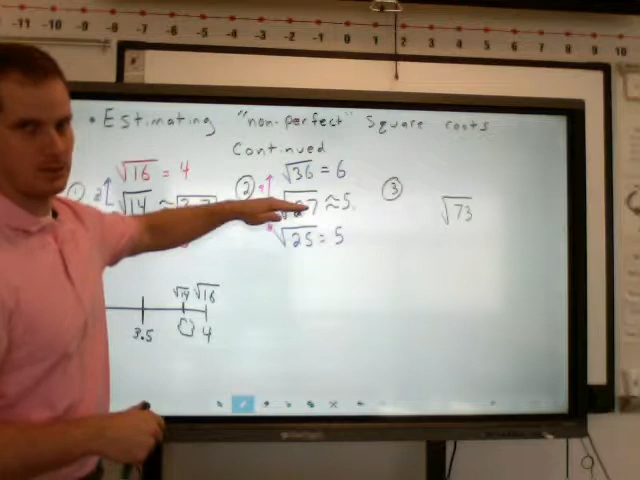 -11 -10 -9 -8 -7 -6 -5 -4 -3 -2 -1 0 1 2 3 4 5 6 7 8 9 10
• Estimating "non-perfect" Square roots
Continued
√16 = 4
√14 ≈
② √36 = 6
7 ≈ 5.
√25 = 5
③ √73
√14 √16
3.5 4